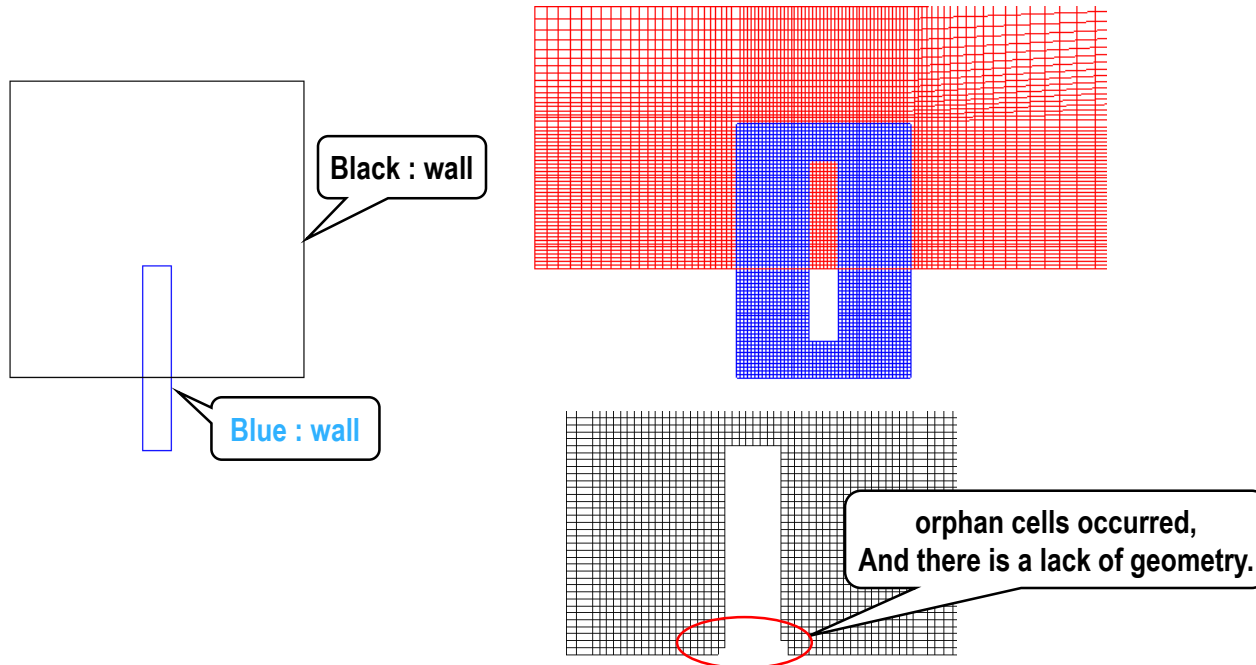 Black : wall
Blue : wall
orphan cells occurred,
And there is a lack of geometry.